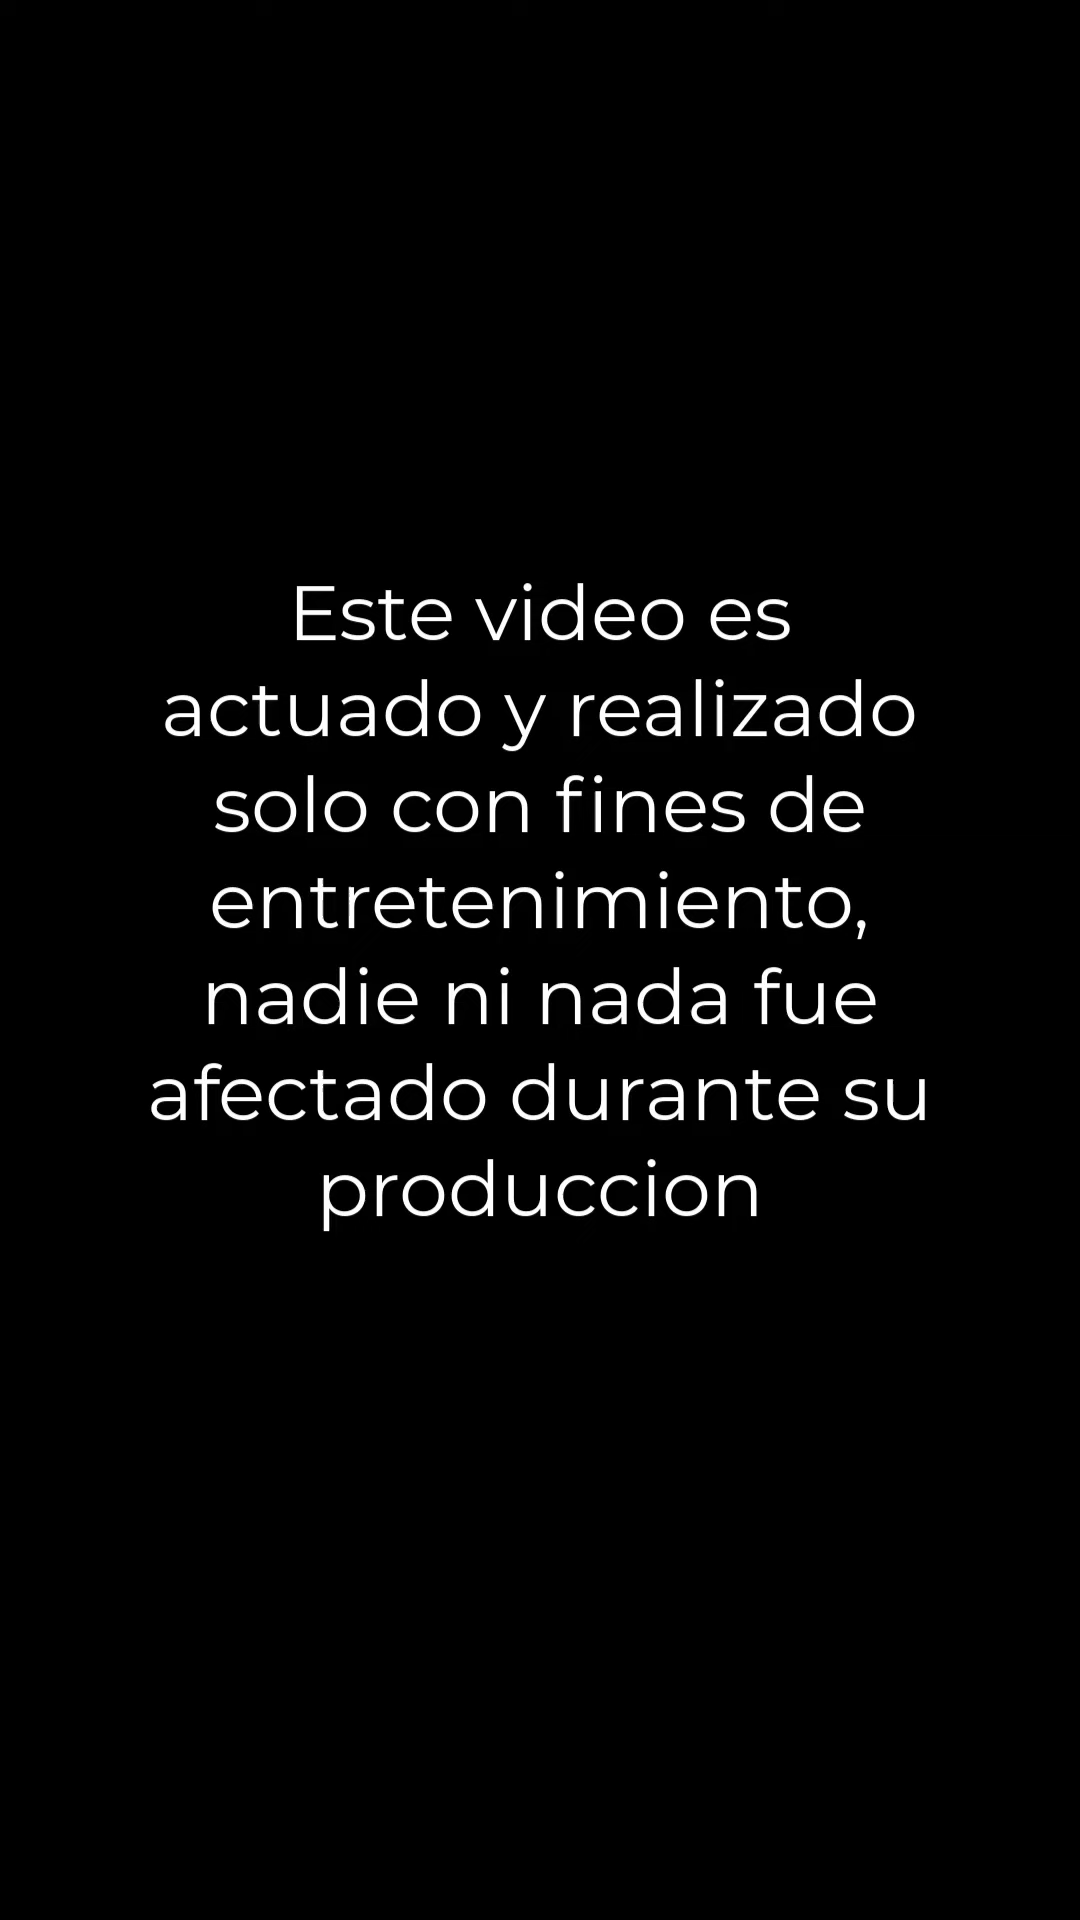 Este video es
actuado y realizado
solo con fines de
entretenimiento,
nadie ni nada fue
afectado durante su
produccion